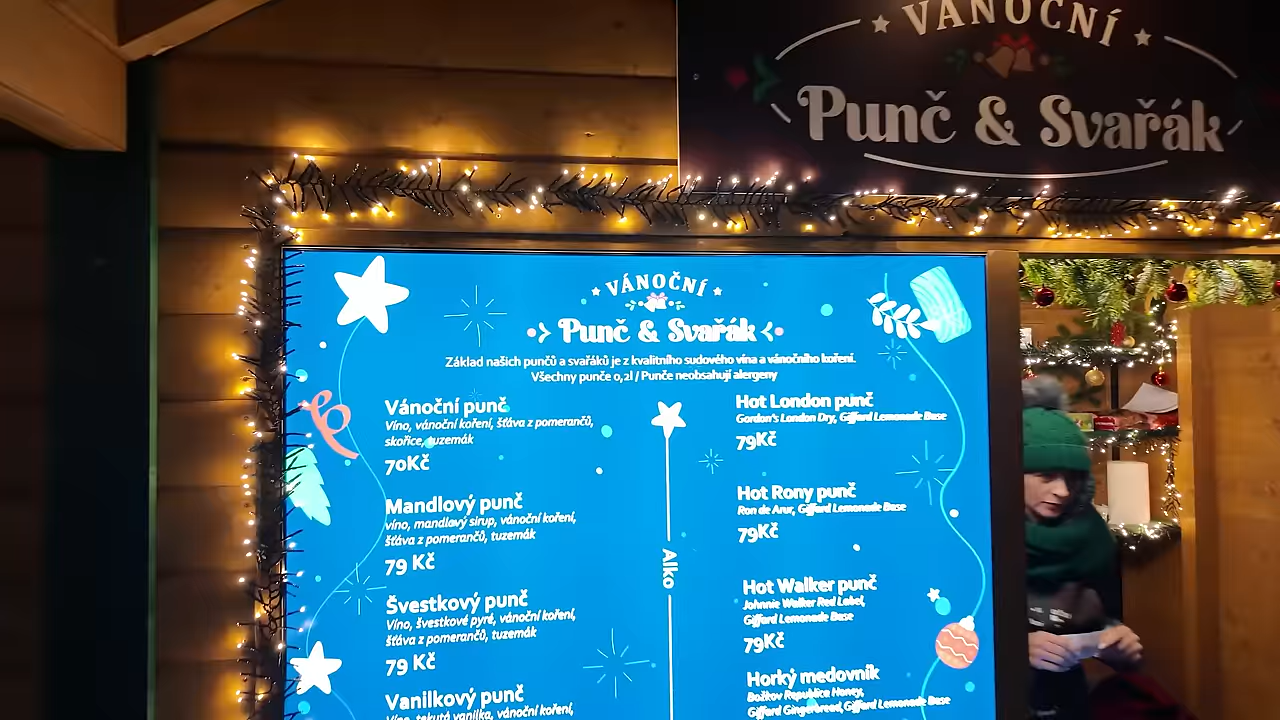 VÁNOČNÍ
Punč & Svařák
VÁNOČNÍ
Punč & Svařák
Základ našich punčů a svařáků je z kvalitního sudového vína a vánočního koření.
Všechny punče 0,2l / Punče neobsahují alergeny
Vánoční punč
Víno, vánoční koření, šťáva z pomerančů,
skořice, tuzemák
70Kč
Mandlový punč
víno, mandlový sirup, vánoční koření,
šťáva z pomerančů, tuzemák
79 Kč
Švestkový punč
Víno, švestkové pyré, vánoční koření,
šťáva z pomerančů, tuzemák
79 Kč
Vanilkový punč
Víno, tekutá vanilka, vánoční koření,
Alko
Hot London punč
Gordon's London Dry, Giffard Lemonade Base
79Kč
Hot Rony punč
Ron de Arur, Giffard Lemonade Base
79Kč
Hot Walker punč
Johnnie Walker Red Label,
Giffard Lemonade Base
79Kč
Horký medovník
Božkov Republica Honey,
Giffard Gingerbread, Giffard Lemonade Base